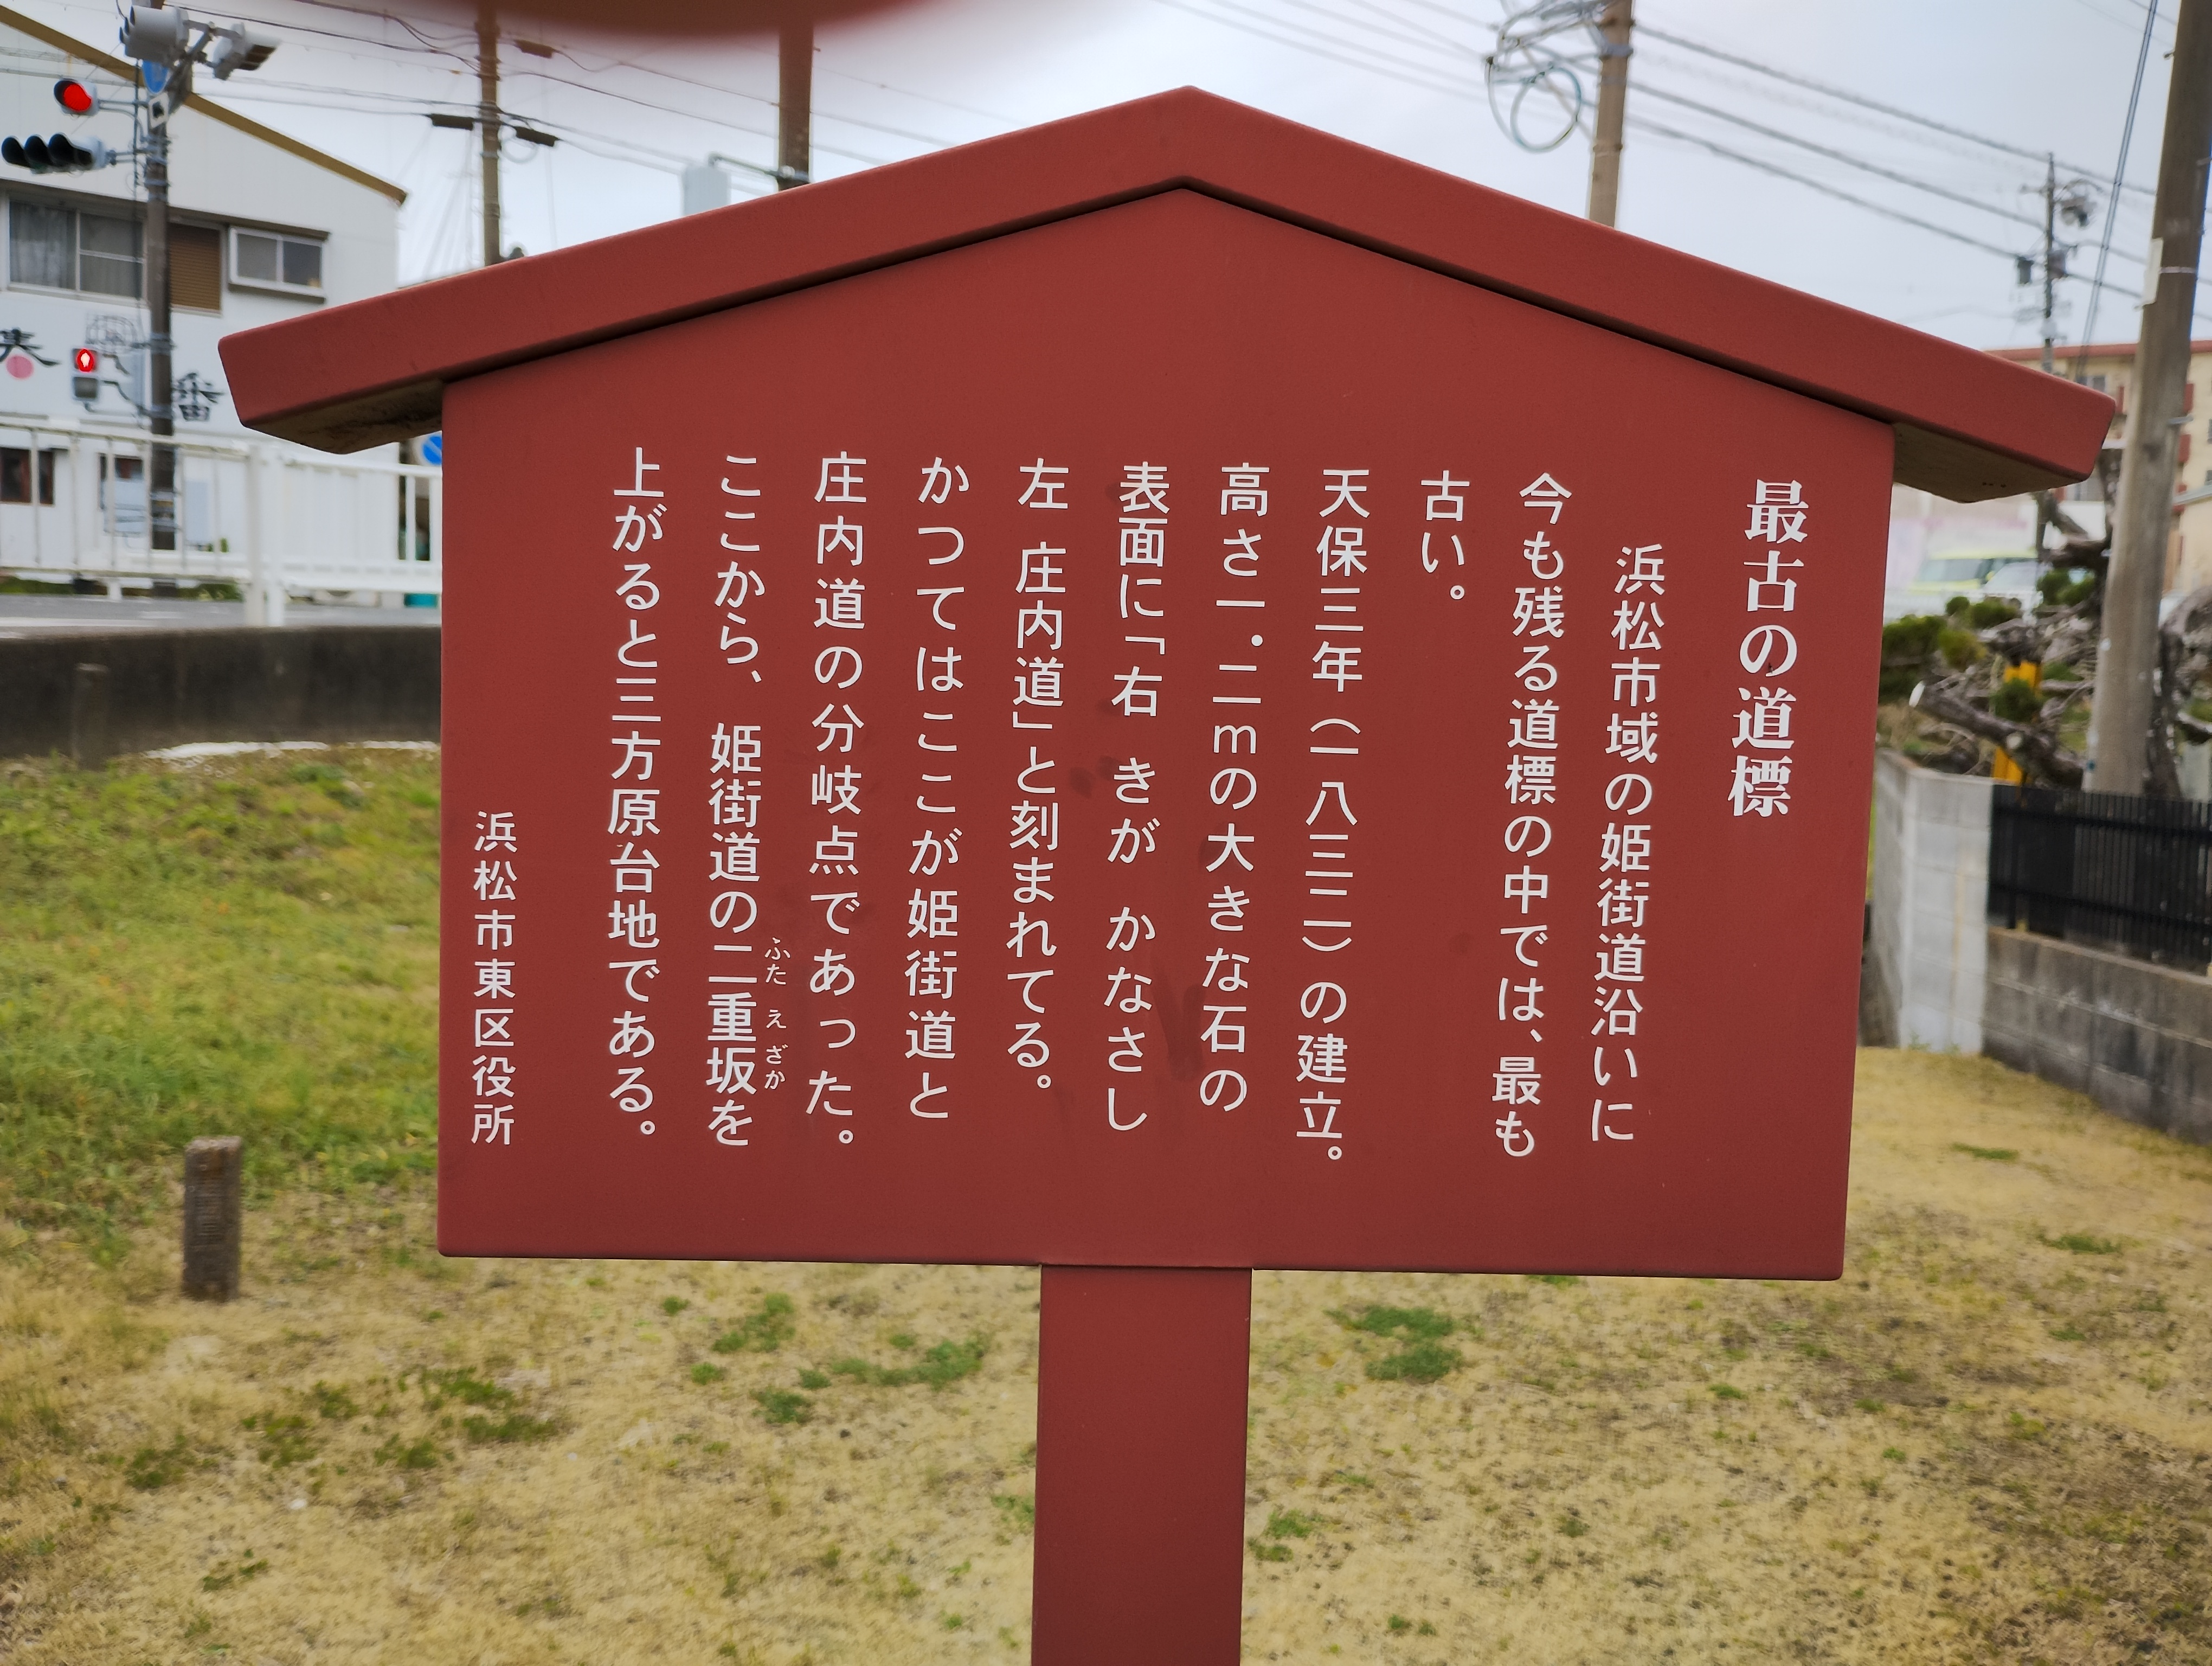 最古の道標
浜松市域の姫街道沿いに
今も残る道標の中では、最も
古い。
天保三年(一八三二)の建立。
高さ一・二mの大きな石の
表面に「右 きが かなさし
左 庄内道」と刻まれてる。
かつてはここが姫街道と
庄内道の分岐点であった。
ここから、姫街道の二重坂を
ふた え ざか
上がると三方原台地である。
浜松市東区役所